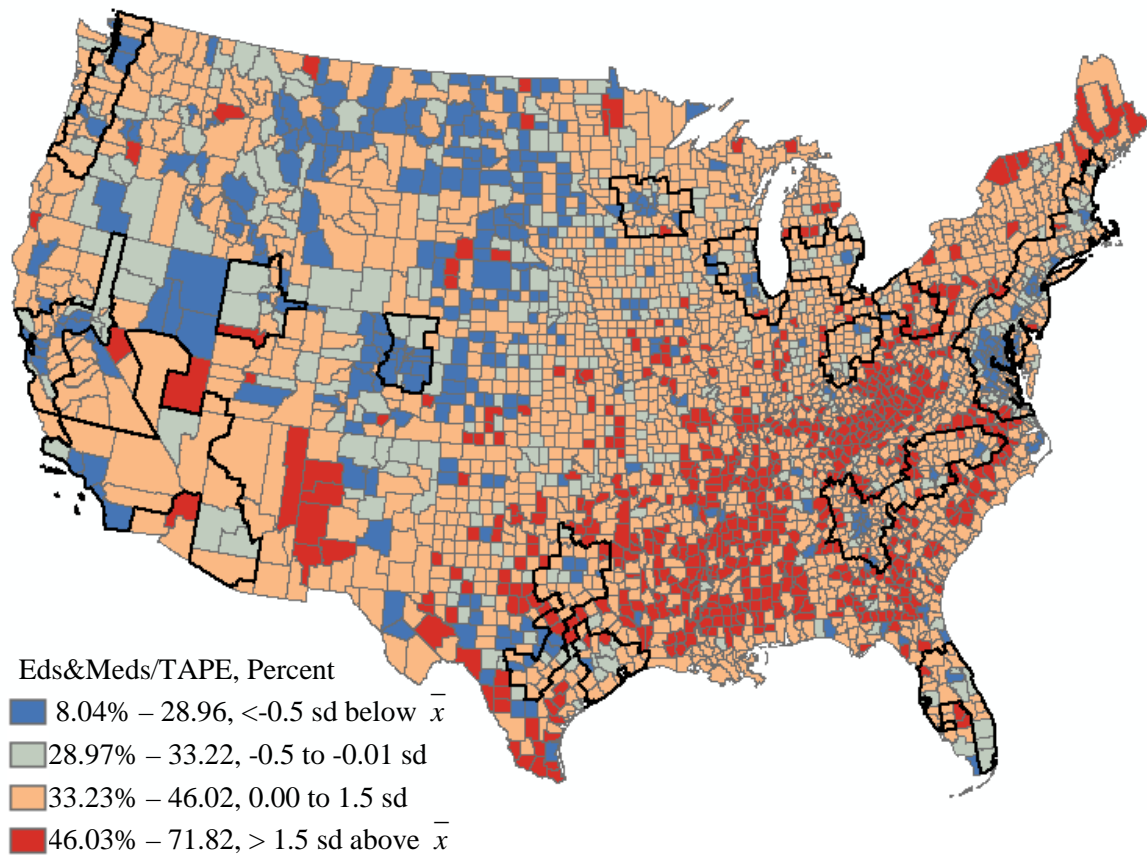 Eds&Meds/TAPE, Percent
8.04% – 28.96, <-0.5 sd below x̅
28.97% – 33.22, -0.5 to -0.01 sd
33.23% – 46.02, 0.00 to 1.5 sd
46.03% – 71.82, > 1.5 sd above x̅